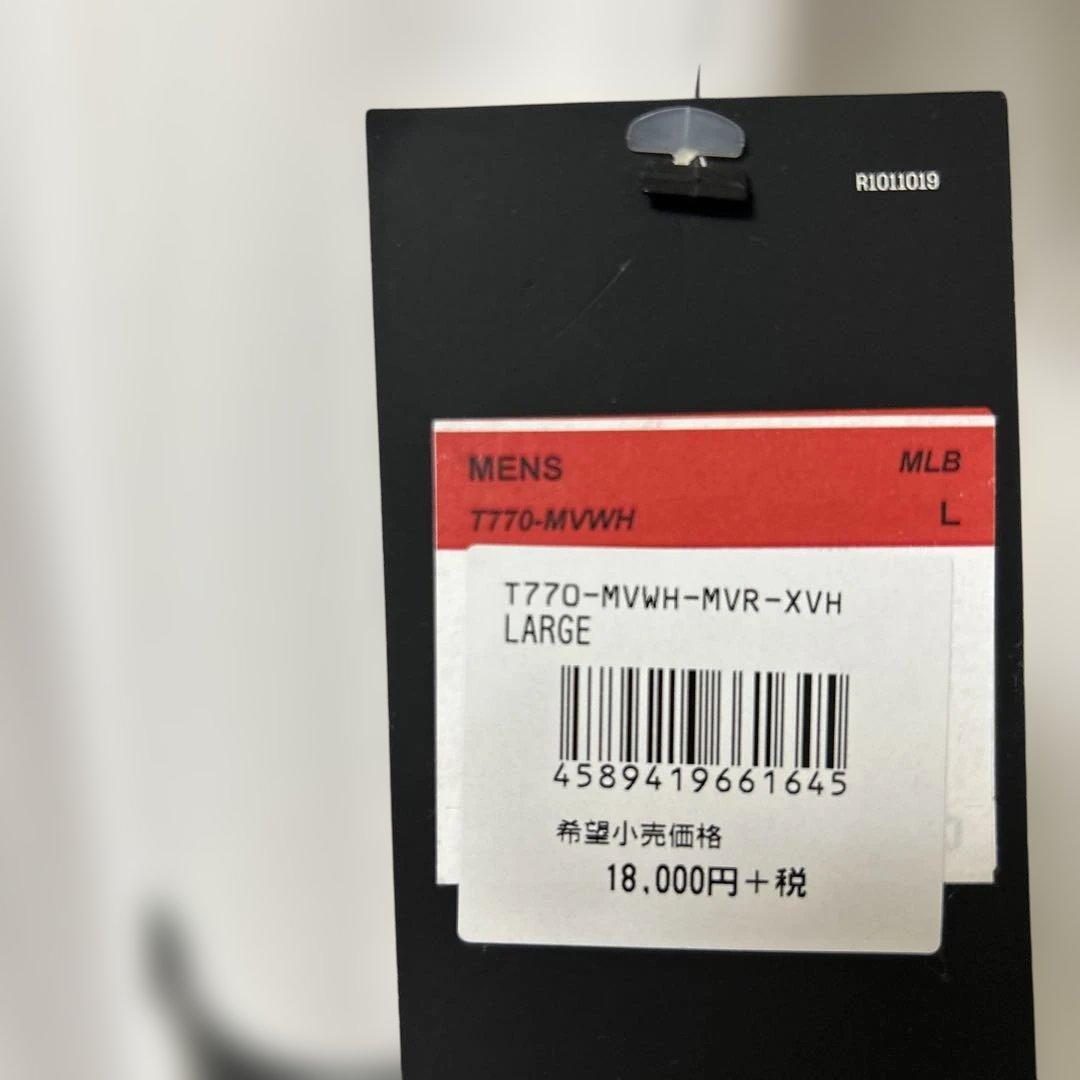 R1011019
MENS MLB
T770-MVWH L
T770-MVWH-MVR-XVH
LARGE
4589419661645
希望小売価格
18,000円+税